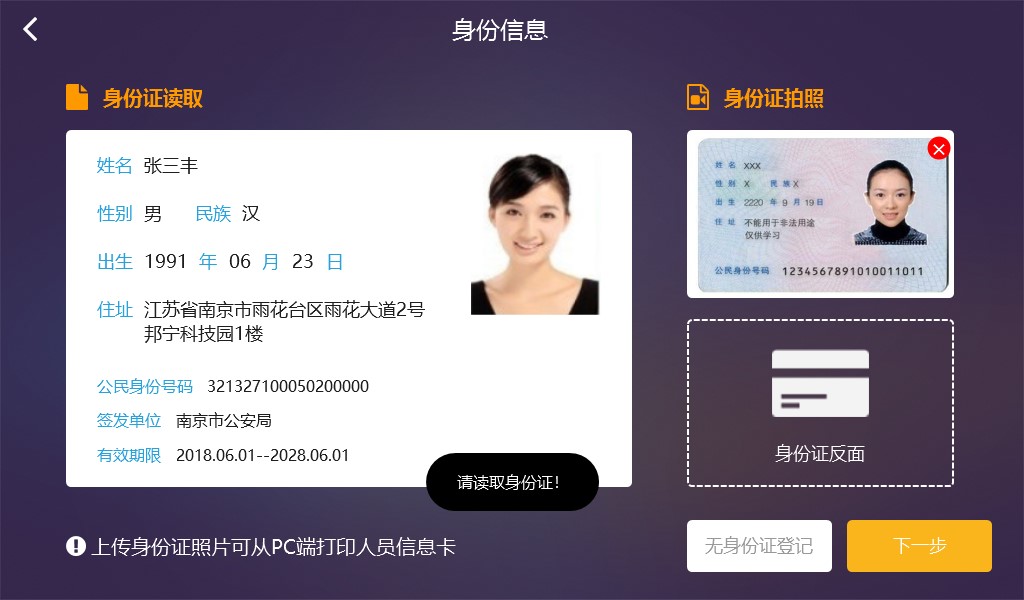 身份信息
身份证读取
姓名 张三丰
性别 男 民族 汉
出生 1991 年 06 月 23 日
住址 江苏省南京市雨花台区雨花大道2号
邦宁科技园1楼
公民身份号码 321327100050200000
签发单位 南京市公安局
有效期限 2018.06.01--2028.06.01
请读取身份证！
上传身份证照片可从PC端打印人员信息卡
身份证拍照
姓名 XXX
性别 X 民族X
出生 2220 年 9 月 19 日
住址 不能用于非法用途
仅供学习
公民身份号码 1234567891010011011
身份证反面
无身份证登记
下一步